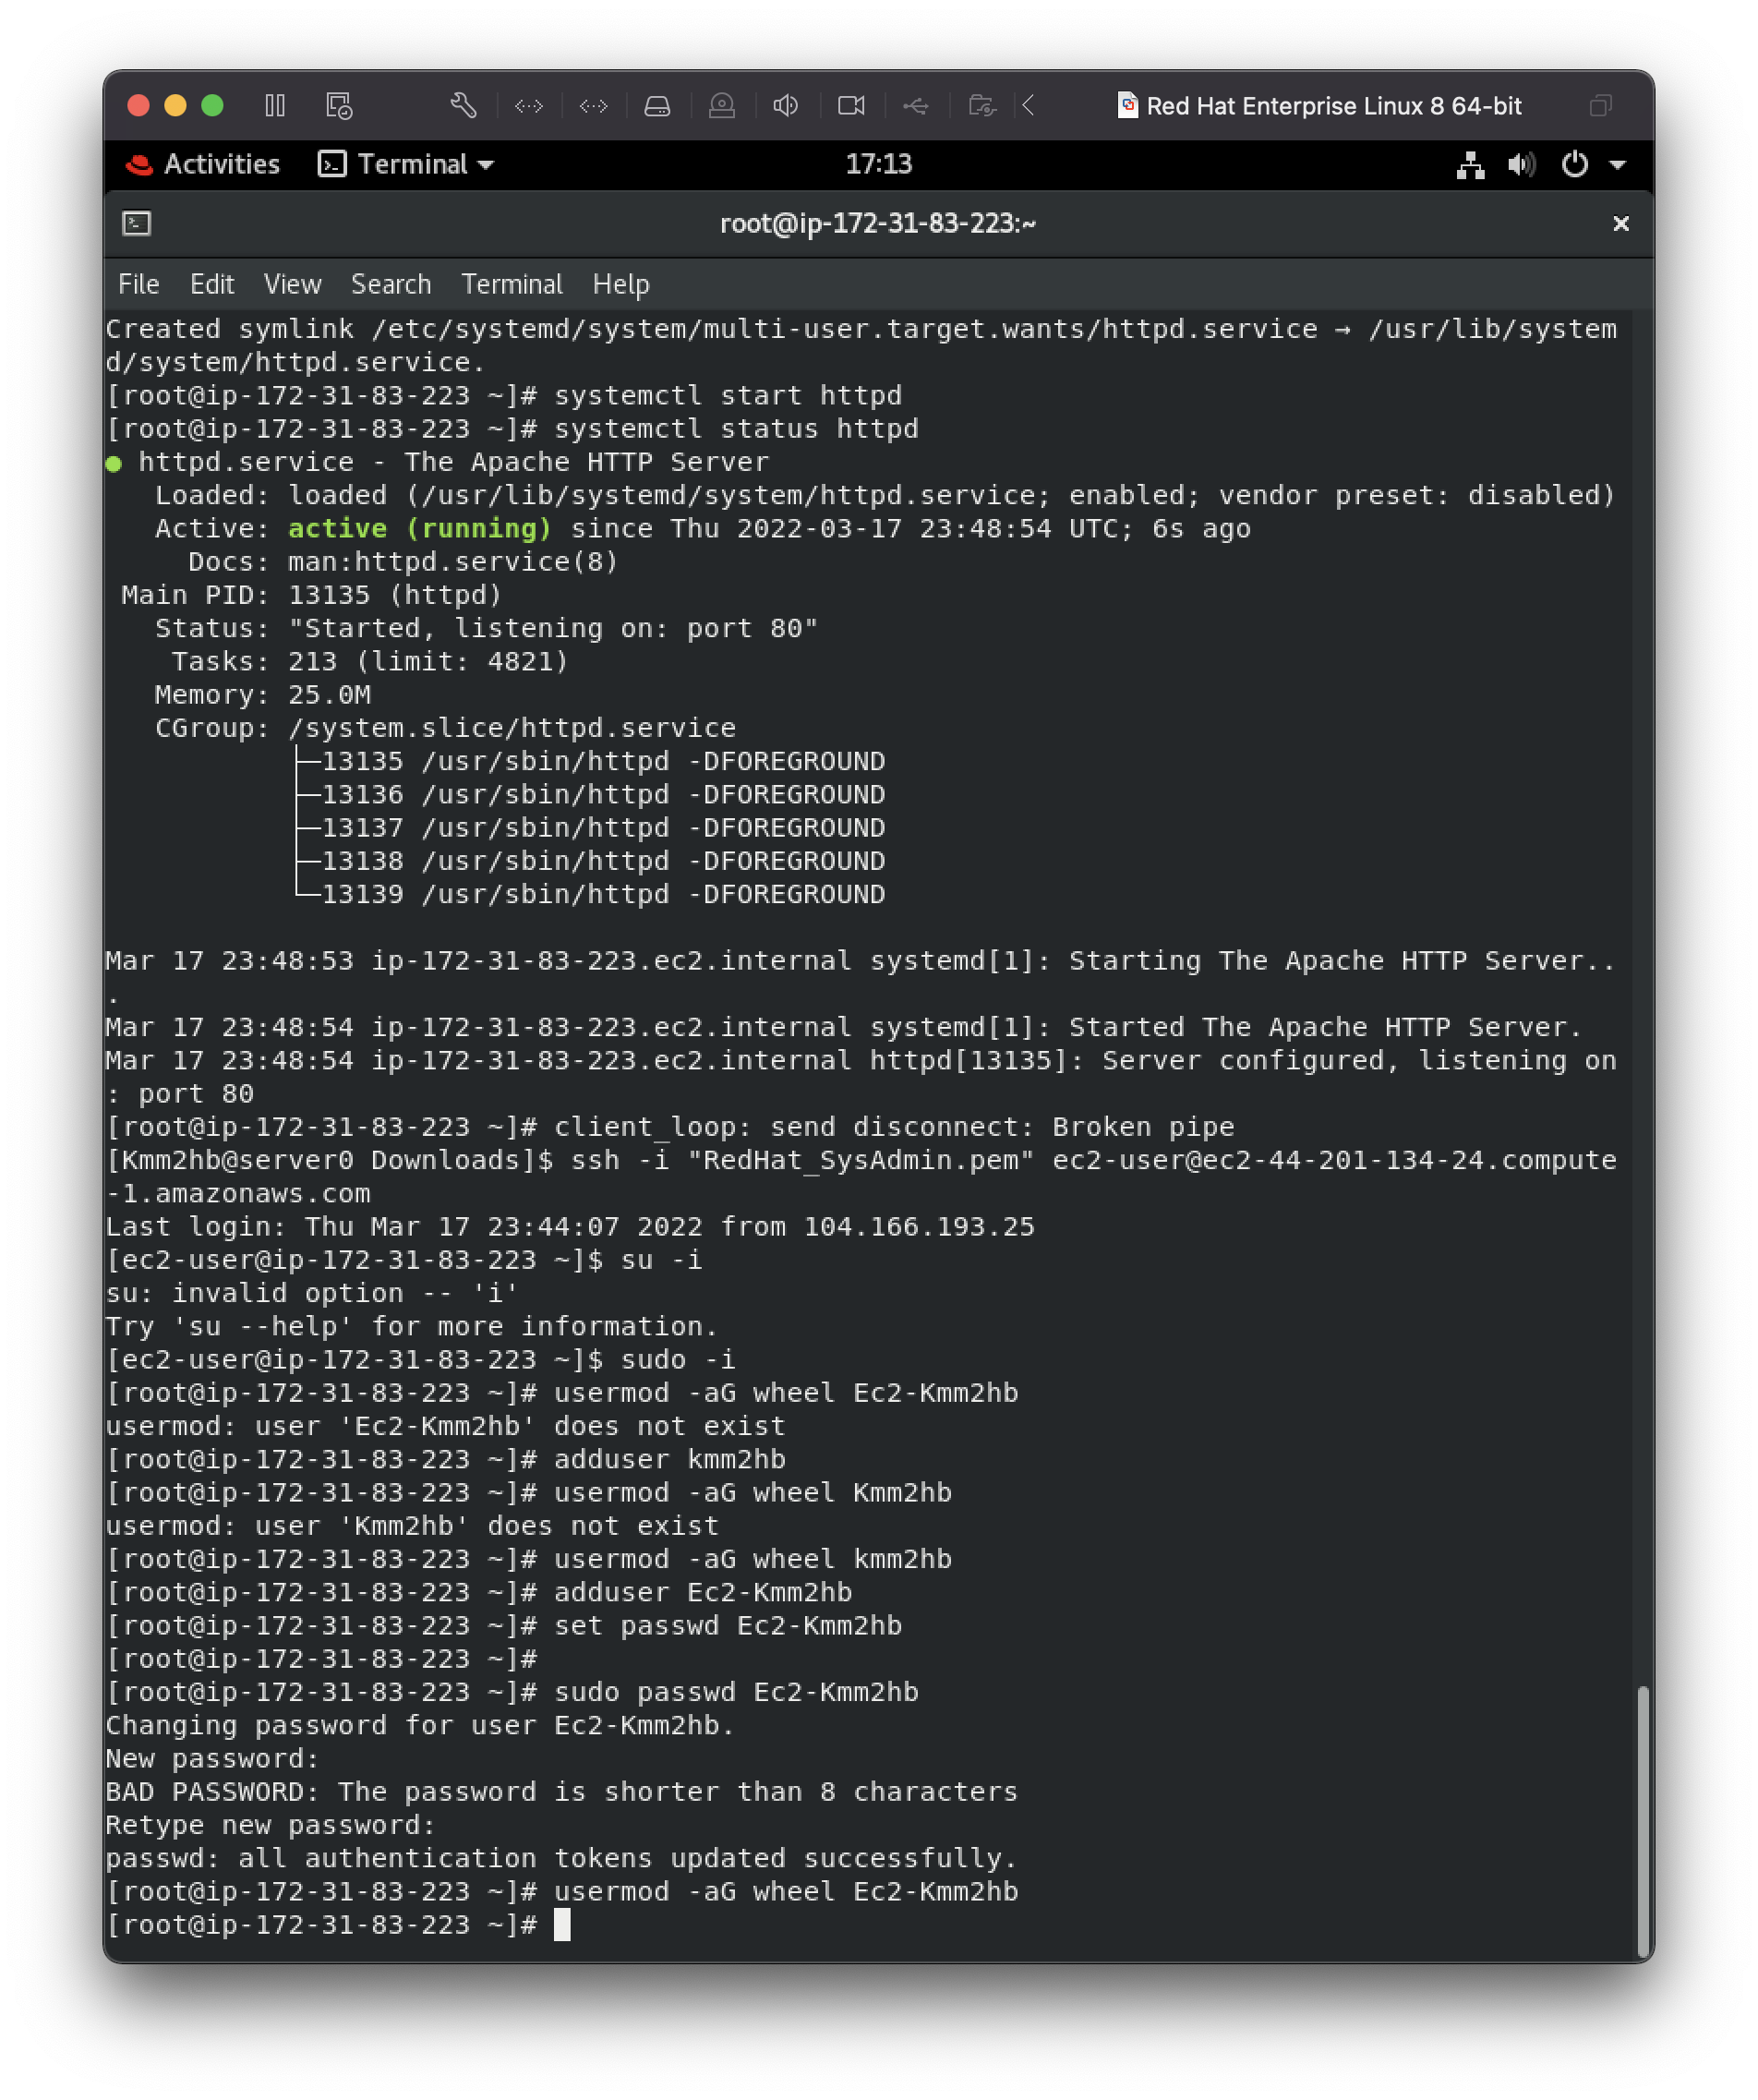 Red Hat Enterprise Linux 8 64-bit
Activities Terminal 17:13
root@ip-172-31-83-223:~
File Edit View Search Terminal Help
Created symlink /etc/systemd/system/multi-user.target.wants/httpd.service → /usr/lib/system
d/system/httpd.service.
[root@ip-172-31-83-223 ~]# systemctl start httpd
[root@ip-172-31-83-223 ~]# systemctl status httpd
● httpd.service - The Apache HTTP Server
   Loaded: loaded (/usr/lib/systemd/system/httpd.service; enabled; vendor preset: disabled)
   Active: active (running) since Thu 2022-03-17 23:48:54 UTC; 6s ago
     Docs: man:httpd.service(8)
 Main PID: 13135 (httpd)
   Status: "Started, listening on: port 80"
    Tasks: 213 (limit: 4821)
   Memory: 25.0M
   CGroup: /system.slice/httpd.service
           ├─13135 /usr/sbin/httpd -DFOREGROUND
           ├─13136 /usr/sbin/httpd -DFOREGROUND
           ├─13137 /usr/sbin/httpd -DFOREGROUND
           ├─13138 /usr/sbin/httpd -DFOREGROUND
           └─13139 /usr/sbin/httpd -DFOREGROUND
Mar 17 23:48:53 ip-172-31-83-223.ec2.internal systemd[1]: Starting The Apache HTTP Server..
.
Mar 17 23:48:54 ip-172-31-83-223.ec2.internal systemd[1]: Started The Apache HTTP Server.
Mar 17 23:48:54 ip-172-31-83-223.ec2.internal httpd[13135]: Server configured, listening on
: port 80
[root@ip-172-31-83-223 ~]# client_loop: send disconnect: Broken pipe
[Kmm2hb@server0 Downloads]$ ssh -i "RedHat_SysAdmin.pem" ec2-user@ec2-44-201-134-24.compute
-1.amazonaws.com
Last login: Thu Mar 17 23:44:07 2022 from 104.166.193.25
[ec2-user@ip-172-31-83-223 ~]$ su -i
su: invalid option -- 'i'
Try 'su --help' for more information.
[ec2-user@ip-172-31-83-223 ~]$ sudo -i
[root@ip-172-31-83-223 ~]# usermod -aG wheel Ec2-Kmm2hb
usermod: user 'Ec2-Kmm2hb' does not exist
[root@ip-172-31-83-223 ~]# adduser kmm2hb
[root@ip-172-31-83-223 ~]# usermod -aG wheel Kmm2hb
usermod: user 'Kmm2hb' does not exist
[root@ip-172-31-83-223 ~]# usermod -aG wheel kmm2hb
[root@ip-172-31-83-223 ~]# adduser Ec2-Kmm2hb
[root@ip-172-31-83-223 ~]# set passwd Ec2-Kmm2hb
[root@ip-172-31-83-223 ~]#
[root@ip-172-31-83-223 ~]# sudo passwd Ec2-Kmm2hb
Changing password for user Ec2-Kmm2hb.
New password:
BAD PASSWORD: The password is shorter than 8 characters
Retype new password:
passwd: all authentication tokens updated successfully.
[root@ip-172-31-83-223 ~]# usermod -aG wheel Ec2-Kmm2hb
[root@ip-172-31-83-223 ~]#